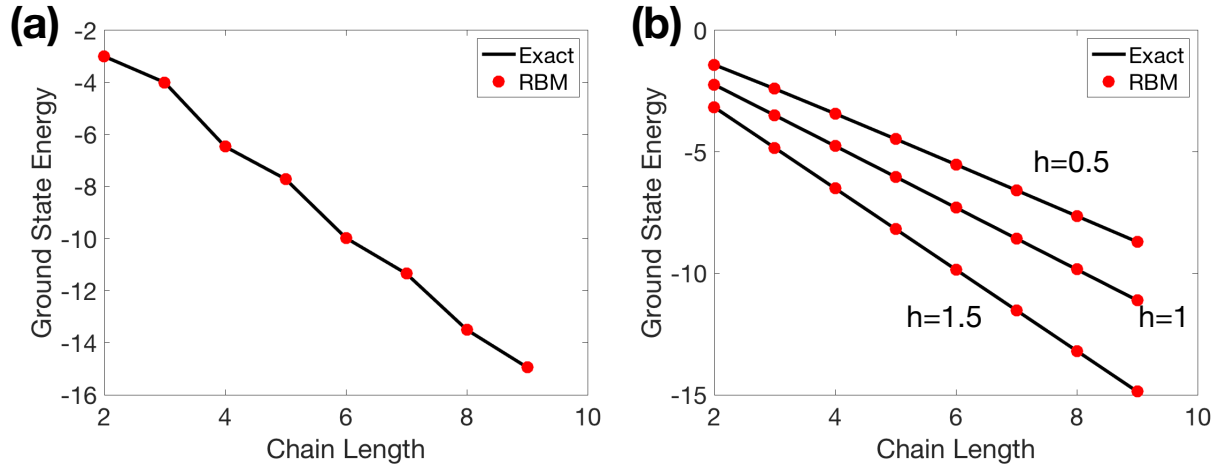 (a)
-2
-4
-6
-8
-10
-12
-14
-16
2
4
6
8
10
Ground State Energy
Chain Length
Exact
RBM
(b)
0
-5
-10
-15
2
4
6
8
10
Ground State Energy
Chain Length
Exact
RBM
h=0.5
h=1.5
h=1